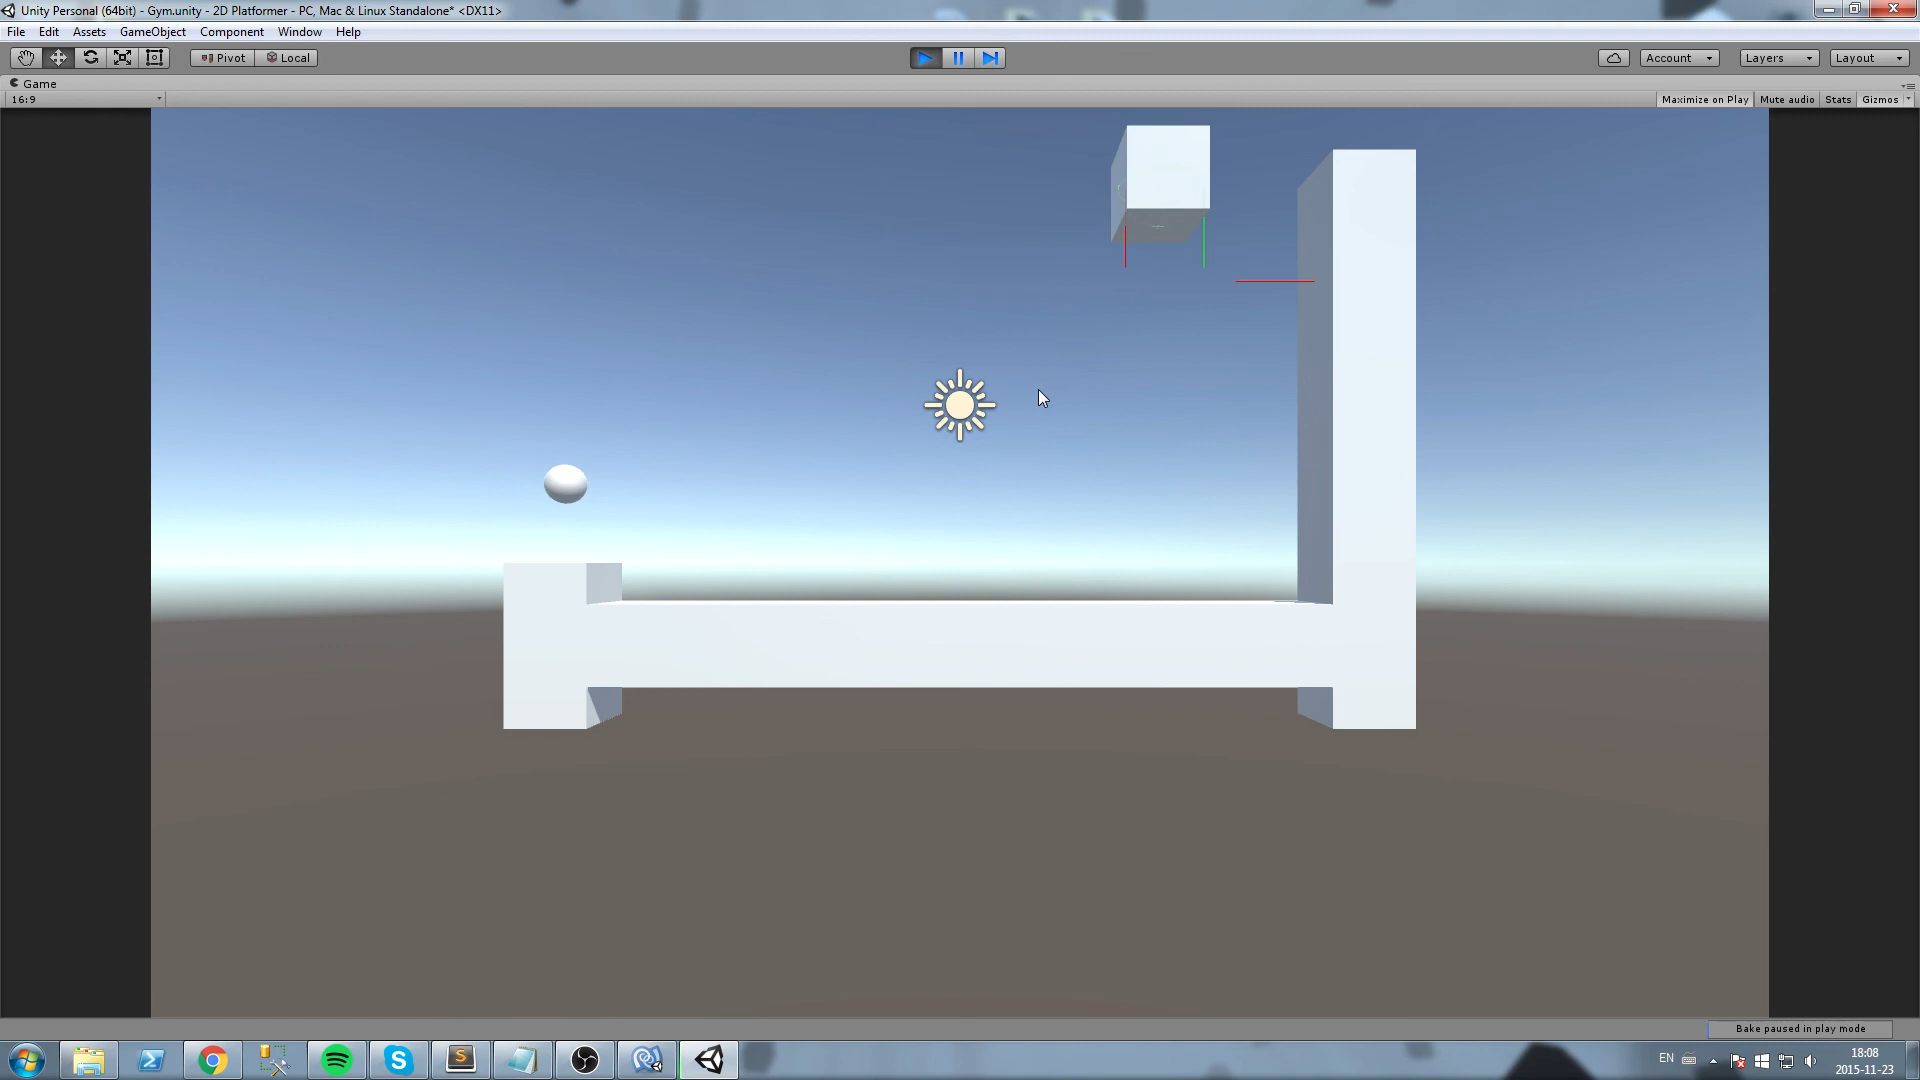 Unity Personal (64bit) - Gym.unity - 2D Platformer - PC, Mac & Linux Standalone* <DX11>
File Edit Assets GameObject Component Window Help
Pivot Local Account Layers Layout
Game
16:9 Maximize on Play Mute audio Stats Gizmos
Bake paused in play mode
EN 18:08
2015-11-23